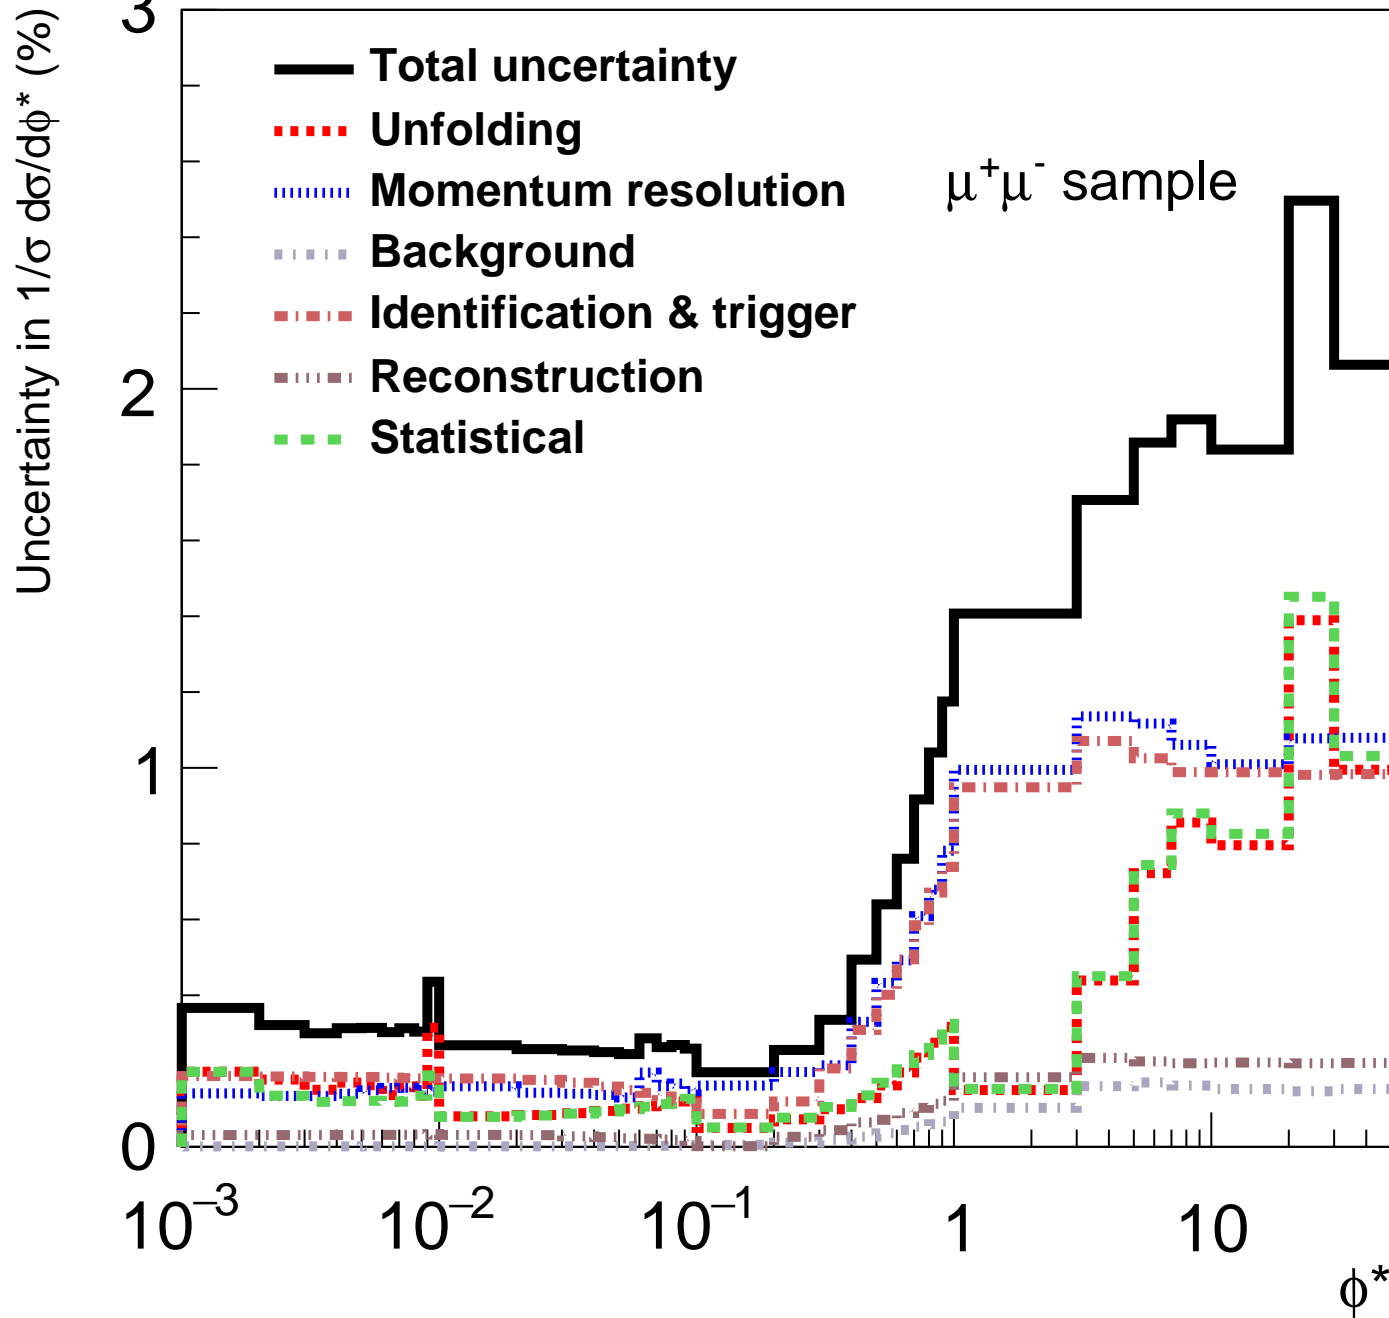 3
Uncertainty in 1/σ dσ/dϕ* (%)
Total uncertainty
Unfolding
Momentum resolution
Background
Identification & trigger
Reconstruction
Statistical
μ⁺μ⁻ sample
2
1
0
10⁻³ 10⁻² 10⁻¹ 1 10
ϕ*